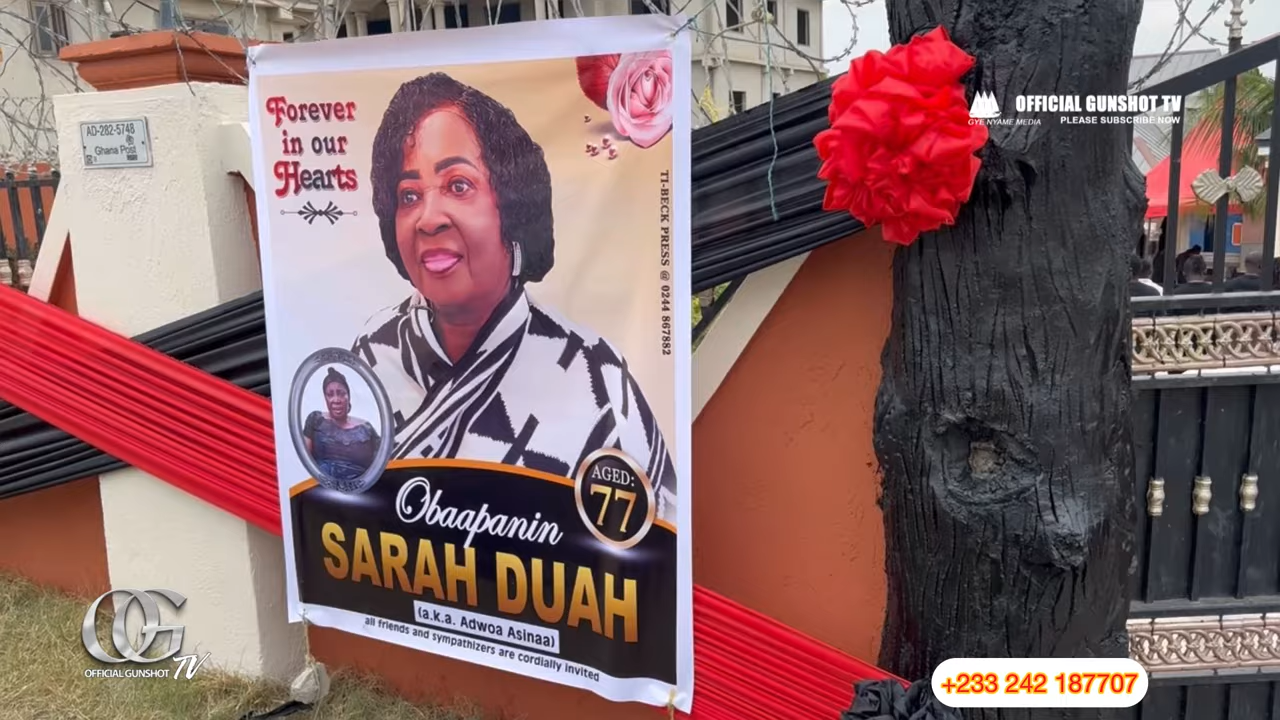 AD-282-5748
Ghana Post
Forever
in our
Hearts
TI-BECK PRESS @ 0244 867882
AGED:
77
Obaapanin
SARAH DUAH
(a.k.a. Adwoa Asinaa)
all friends and sympathizers are cordially invited
OFFICIAL GUNSHOT TV
GYE NYAME MEDIA
PLEASE SUBSCRIBE NOW
OG
OFFICIAL GUNSHOT TV
+233 242 187707